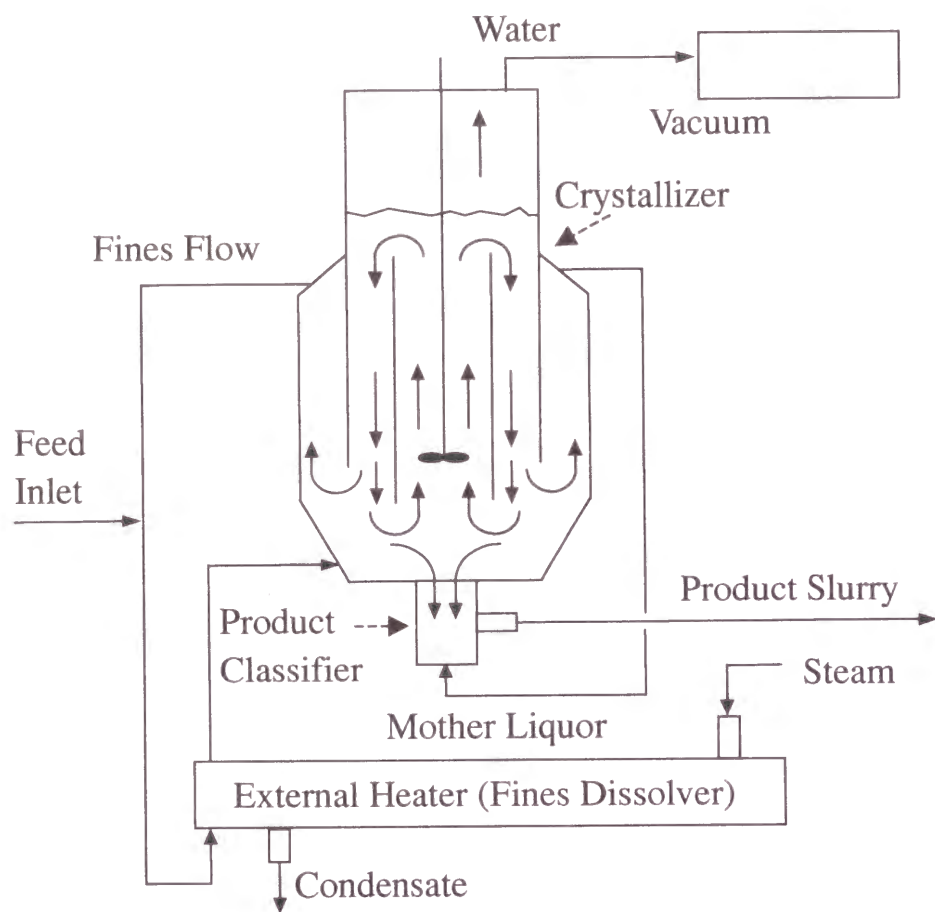 Water
Vacuum
Crystallizer
Fines Flow
Feed
Inlet
Product Slurry
Product
Classifier
Steam
Mother Liquor
External Heater (Fines Dissolver)
Condensate